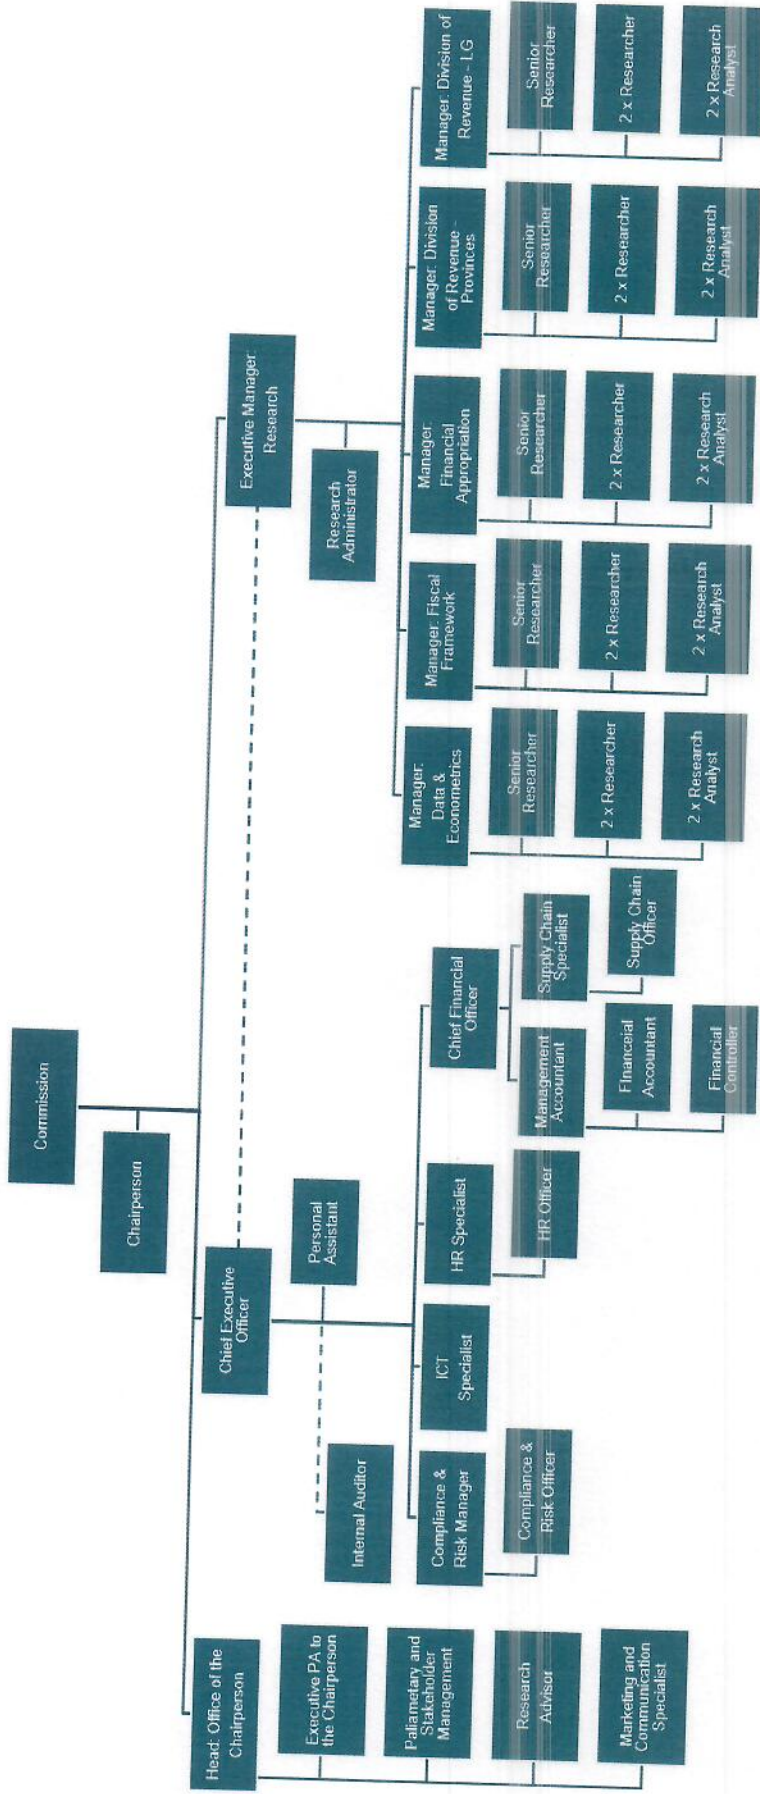 Commission
Chairperson
Head: Office of the
Chairperson
Executive PA to
the Chairperson
Paliametary and
Stakeholder
Management
Research
Advisor
Marketing and
Communication
Specialist
Chief Executive
Officer
Personal
Assistant
Internal Auditor
Compliance &
Risk Manager
Compliance &
Risk Officer
ICT
Specialist
HR Specialist
HR Officer
Chief Financial
Officer
Management
Accountant
FInanceial
Accountant
Financial
Controller
Supply Chain
Specialist
Supply Chain
Officer
Executive Manager:
Research
Research
Administrator
Manager:
Data &
Econometrics
Senior
Researcher
2 x Researcher
2 x Research
Analyst
Manager: Fiscal
Framework
Senior
Researcher
2 x Researcher
2 x Research
Analyst
Manager:
Financial
Appropriation
Senior
Researcher
2 x Researcher
2 x Research
Analyst
Manager: Division
of Revenue -
Provinces
Senior
Researcher
2 x Researcher
2 x Research
Analyst
Manager: Division of
Revenue - LG
Senior
Researcher
2 x Researcher
2 x Research
Analyst